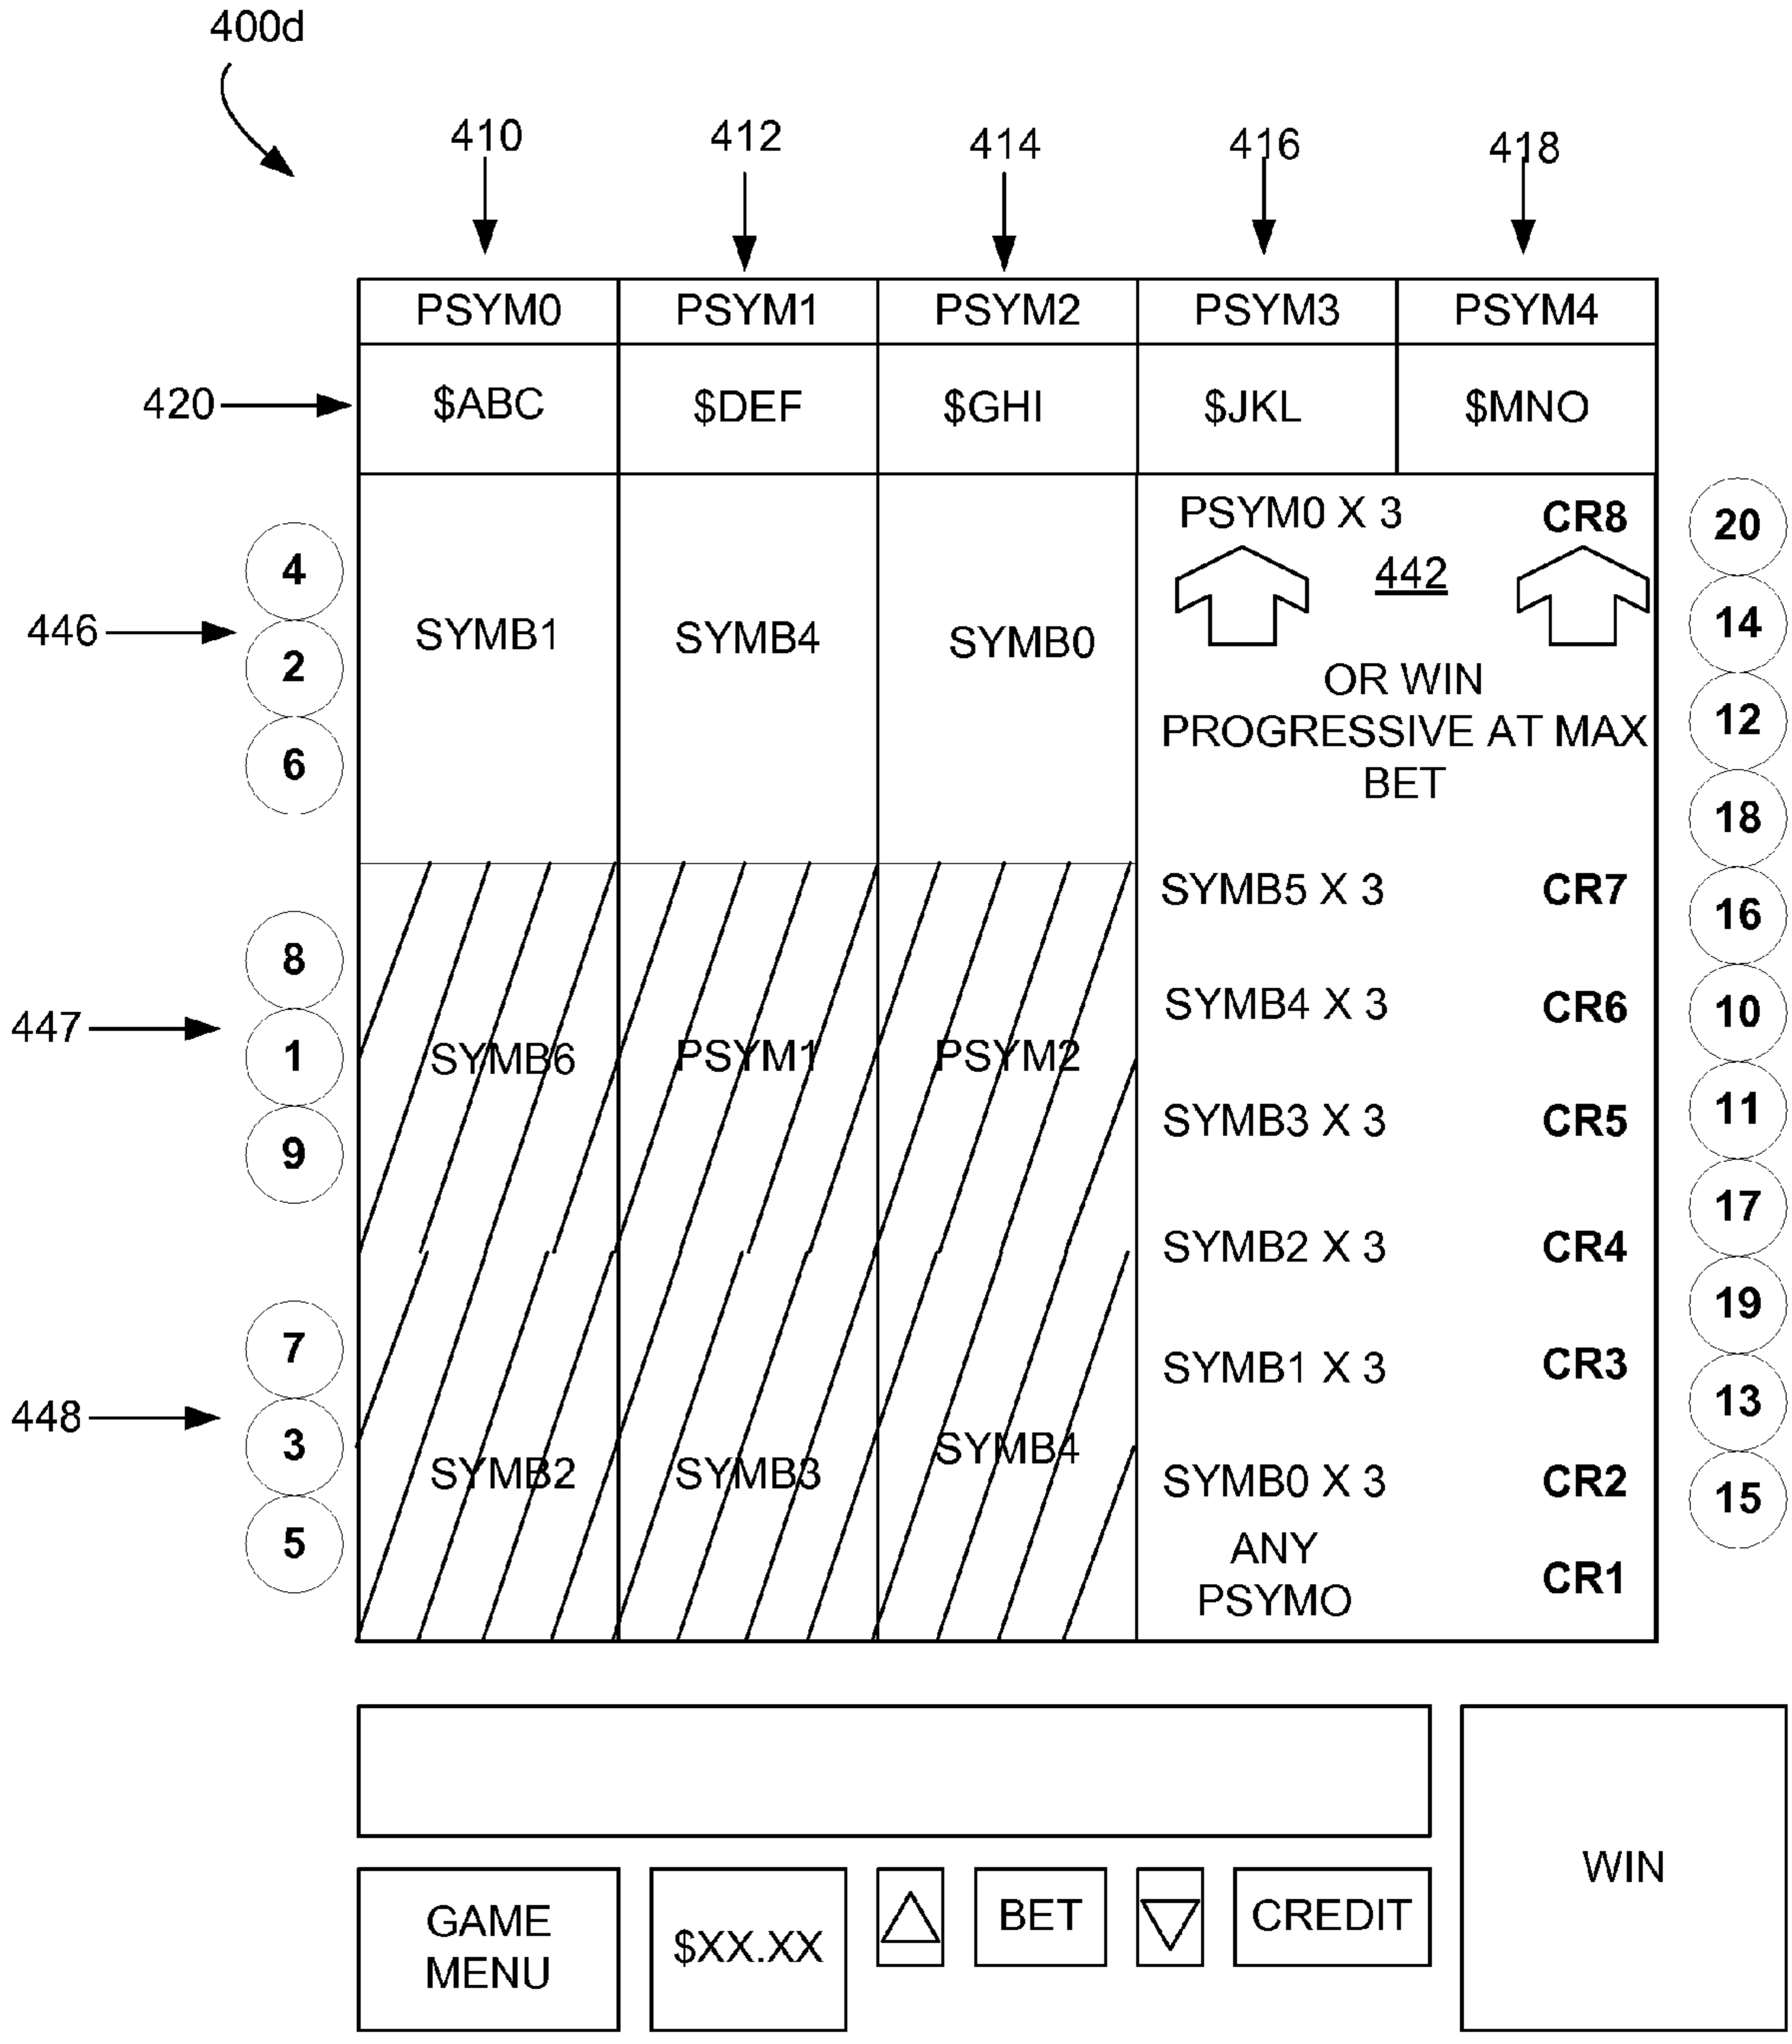 400d
410 412 414 416 418
PSYM0 PSYM1 PSYM2 PSYM3 PSYM4
420 $ABC $DEF $GHI $JKL $MNO
PSYM0 X 3 CR8 20
4 442 14
446 SYMB1 SYMB4 SYMB0
2 OR WIN
PROGRESSIVE AT MAX 12
6 BET
18
SYMB5 X 3 CR7 16
8
447 SYMB4 X 3 CR6 10
1 SYMB6 PSYM1 PSYM2
9 SYMB3 X 3 CR5 11
17
SYMB2 X 3 CR4
19
7 SYMB1 X 3 CR3
448 13
3 SYMB2 SYMB3 SYMB4 SYMB0 X 3 CR2 15
5 ANY
PSYMO CR1
WIN
GAME
MENU
$XX.XX BET CREDIT